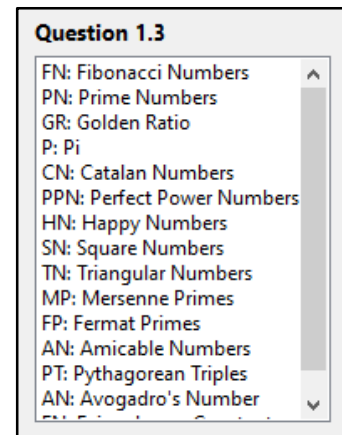 Question 1.3
FN: Fibonacci Numbers
PN: Prime Numbers
GR: Golden Ratio
P: Pi
CN: Catalan Numbers
PPN: Perfect Power Numbers
HN: Happy Numbers
SN: Square Numbers
TN: Triangular Numbers
MP: Mersenne Primes
FP: Fermat Primes
AN: Amicable Numbers
PT: Pythagorean Triples
AN: Avogadro's Number